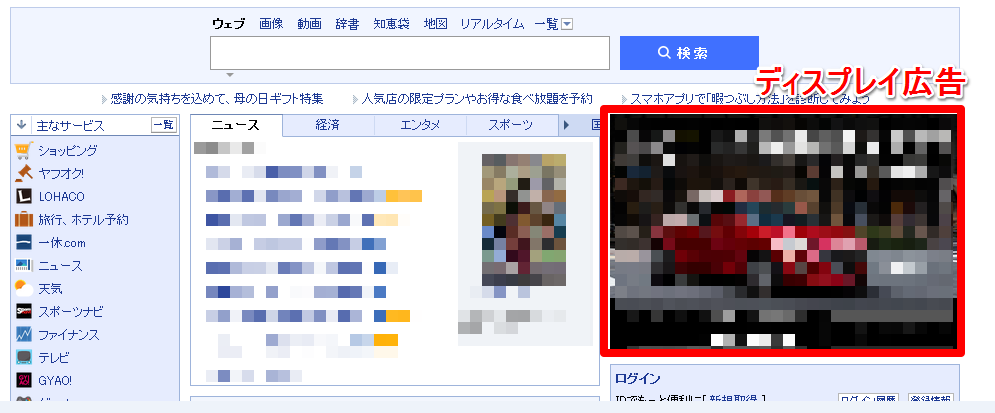 ウェブ 画像 動画 辞書 知恵袋 地図 リアルタイム 一覧
検索
ディスプレイ広告
感謝の気持ちを込めて、母の日ギフト特集 人気店の限定プランやお得な食べ放題を予約 スマホアプリで「暇つぶし方法」を診断してみよう
主なサービス 一覧
ニュース 経済 エンタメ スポーツ
ショッピング
ヤフオク!
LOHACO
旅行、ホテル予約
一休.com
ニュース
天気
スポーツナビ
ファイナンス
テレビ
GYAO!
ログイン
IDでもっと便利に[ 新規取得 ]
ログイン履歴 登録情報